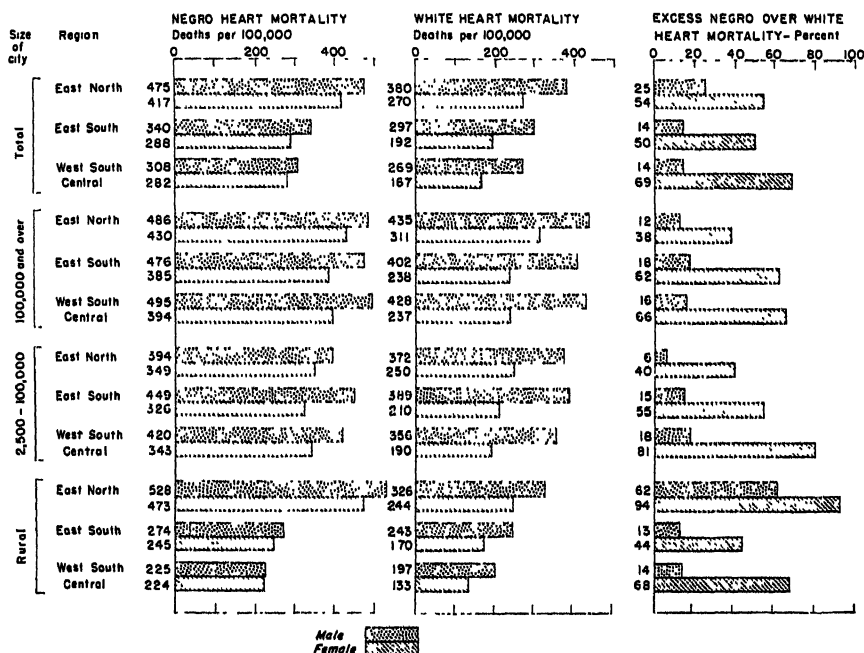 NEGRO HEART MORTALITY
Deaths per 100,000
0 200 400
WHITE HEART MORTALITY
Deaths per 100,000
0 200 400
EXCESS NEGRO OVER WHITE
HEART MORTALITY– Percent
0 20 40 60 80 100
Size of city
Region
Total
East North 475 380 25
417 270 54
East South 340 297 14
288 192 50
West South 308 269 14
Central 282 167 69
100,000 and over
East North 486 435 12
430 311 38
East South 476 402 18
385 238 62
West South 495 428 16
Central 394 237 66
2,500–100,000
East North 394 372 6
349 250 40
East South 449 389 15
326 210 55
West South 420 356 18
Central 343 190 81
Rural
East North 528 326 62
473 244 94
East South 274 243 13
245 170 44
West South 225 197 14
Central 224 133 68
Male
Female